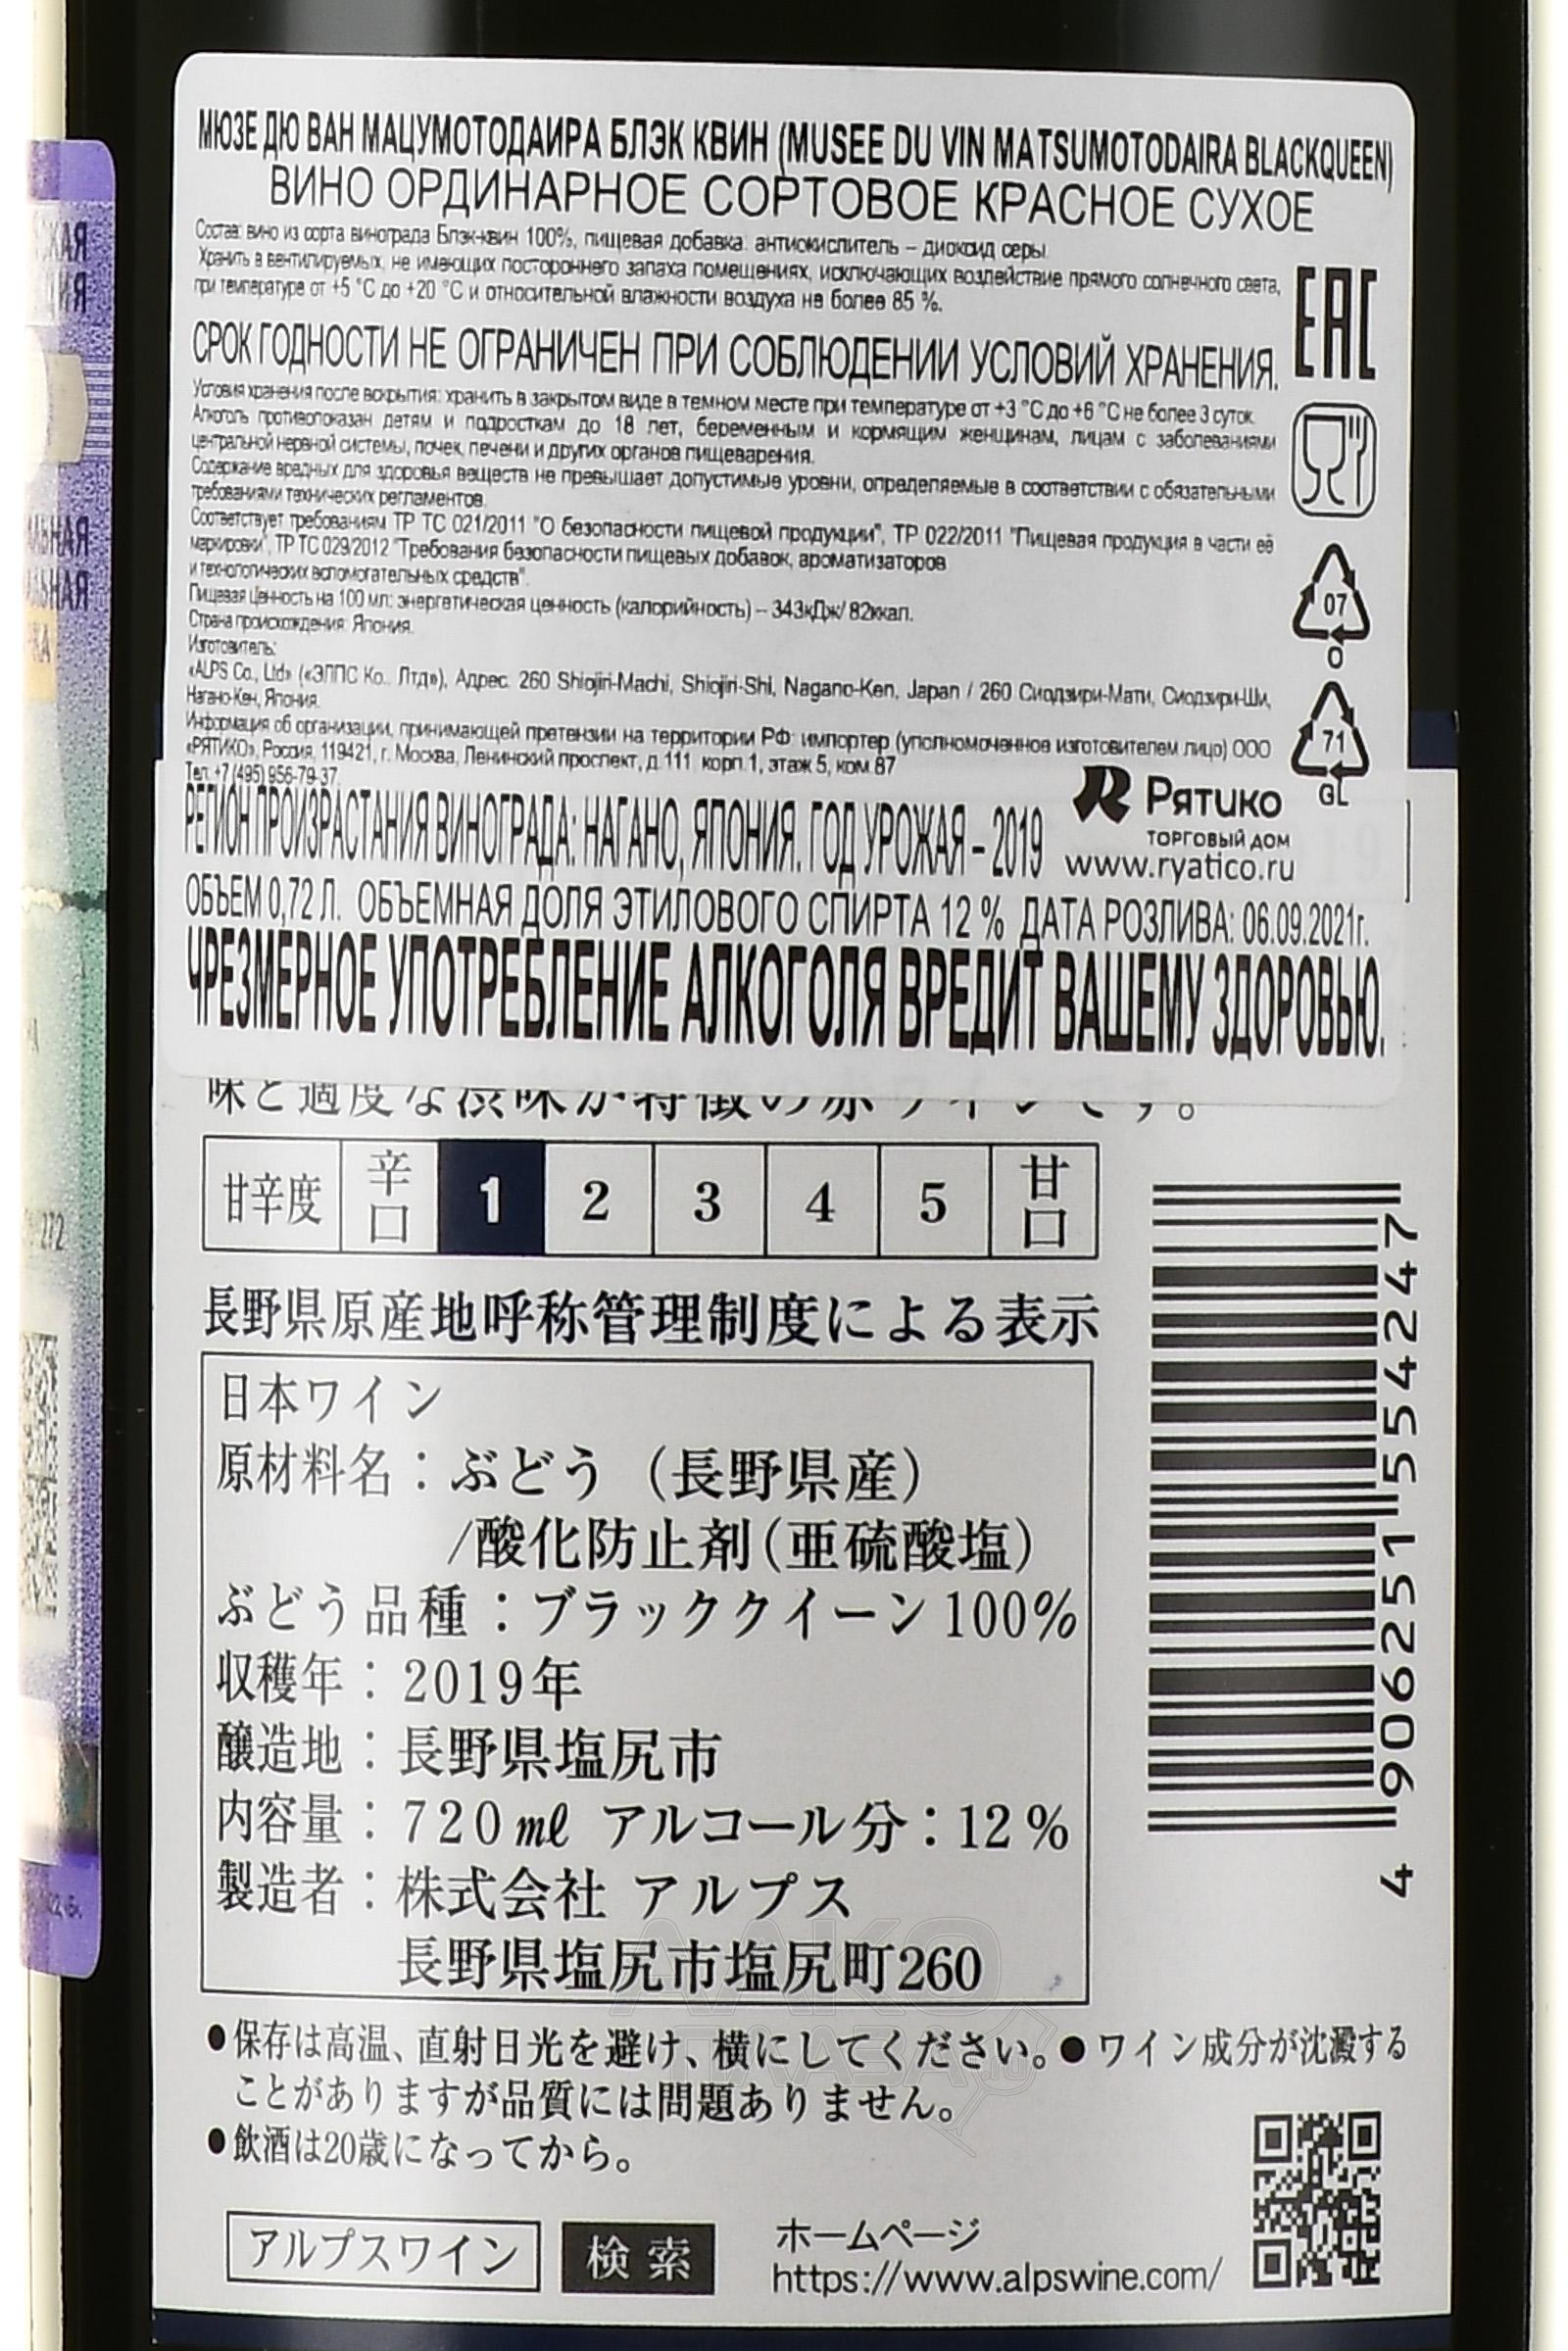 МЮЗЕ ДЮ ВАН МАЦУМОТОДАИРА БЛЭК КВИН (MUSEE DU VIN MATSUMOTODAIRA BLACKQUEEN)
ВИНО ОРДИНАРНОЕ СОРТОВОЕ КРАСНОЕ СУХОЕ
Состав: вино из сорта винограда Блэк-квин 100%, пищевая добавка: антиокислитель – диоксид серы.
Хранить в вентилируемых, не имеющих постороннего запаха помещениях, исключающих воздействие прямого солнечного света,
при температуре от +5 °C до +20 °C и относительной влажности воздуха не более 85 %.
СРОК ГОДНОСТИ НЕ ОГРАНИЧЕН ПРИ СОБЛЮДЕНИИ УСЛОВИЙ ХРАНЕНИЯ.
EAC
Условия хранения после вскрытия: хранить в закрытом виде в темном месте при температуре от +3 °C до +6 °C не более 3 суток.
Алкоголь противопоказан детям и подросткам до 18 лет, беременным и кормящим женщинам, лицам с заболеваниями
центральной нервной системы, почек, печени и других органов пищеварения.
Содержание вредных для здоровья веществ не превышает допустимые уровни, определяемые в соответствии с обязательными
требованиями технических регламентов.
Соответствует требованиям ТР ТС 021/2011 "О безопасности пищевой продукции", ТР 022/2011 "Пищевая продукция в части её
маркировки", ТР ТС 029/2012 "Требования безопасности пищевых добавок, ароматизаторов
и технологических вспомогательных средств".
Пищевая Ценность на 100 мл: энергетическая ценность (калорийность) – 343кДж/ 82ккал.
Страна происхождения: Япония.
Изготовитель:
«ALPS Co., Ltd» («ЭЛПС Ко., Лтд»), Адрес: 260 Shiojiri-Machi, Shiojiri-Shi, Nagano-Ken, Japan / 260 Сиодзири-Мати, Сиодзири-Ши,
Нагано-Кен, Япония.
Информация об организации, принимающей претензии на территории РФ: импортер (уполномоченное изготовителем лицо) ООО
«РЯТИКО», Россия, 119421, г. Москва, Ленинский проспект, д.111 корп.1, этаж 5, ком.87
Тел. +7 (495) 956-79-37.
07
O
71
GL
Рятико
ТОРГОВЫЙ ДОМ
www.ryatico.ru
РЕГИОН ПРОИЗРАСТАНИЯ ВИНОГРАДА: НАГАНО, ЯПОНИЯ. ГОД УРОЖАЯ – 2019
ОБЪЕМ 0,72 Л. ОБЪЕМНАЯ ДОЛЯ ЭТИЛОВОГО СПИРТА 12 % ДАТА РОЗЛИВА: 06.09.2021г.
ЧРЕЗМЕРНОЕ УПОТРЕБЛЕНИЕ АЛКОГОЛЯ ВРЕДИТ ВАШЕМУ ЗДОРОВЬЮ.
味と適度な渋味が特徴の赤ワインです。
甘辛度 辛口 1 2 3 4 5 甘口
長野県原産地呼称管理制度による表示
日本ワイン
原材料名：ぶどう（長野県産）
/酸化防止剤（亜硫酸塩）
ぶどう品種：ブラッククイーン100%
収穫年：2019年
醸造地：長野県塩尻市
内容量：720㎖ アルコール分：12%
製造者：株式会社 アルプス
長野県塩尻市塩尻町260
4 906251 554247
●保存は高温、直射日光を避け、横にしてください。●ワイン成分が沈澱する
ことがありますが品質には問題ありません。
●飲酒は20歳になってから。
アルプスワイン 検索
ホームページ
https://www.alpswine.com/